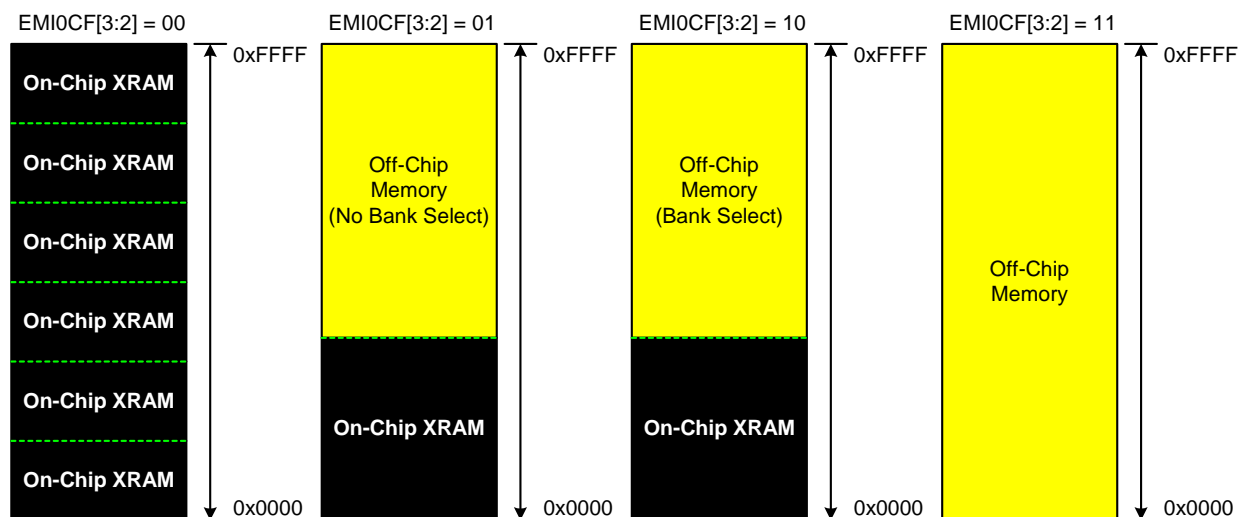 EMI0CF[3:2] = 00
EMI0CF[3:2] = 01
EMI0CF[3:2] = 10
EMI0CF[3:2] = 11
On-Chip XRAM
On-Chip XRAM
On-Chip XRAM
On-Chip XRAM
On-Chip XRAM
On-Chip XRAM
0xFFFF
0x0000
Off-Chip
Memory
(No Bank Select)
On-Chip XRAM
0xFFFF
0x0000
Off-Chip
Memory
(Bank Select)
On-Chip XRAM
0xFFFF
0x0000
Off-Chip
Memory
0xFFFF
0x0000